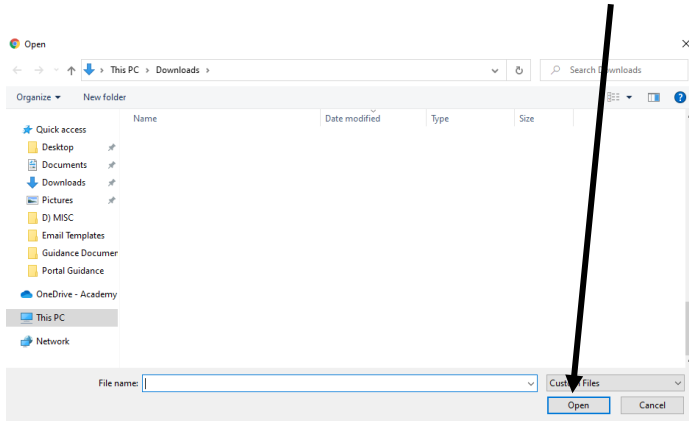 Open
This PC > Downloads >
Search Downloads
Organize
New folder
Name
Date modified
Type
Size
Quick access
Desktop
Documents
Downloads
Pictures
D) MISC
Email Templates
Guidance Documen
Portal Guidance
OneDrive - Academy
This PC
Network
File name:
Custom Files
Open
Cancel